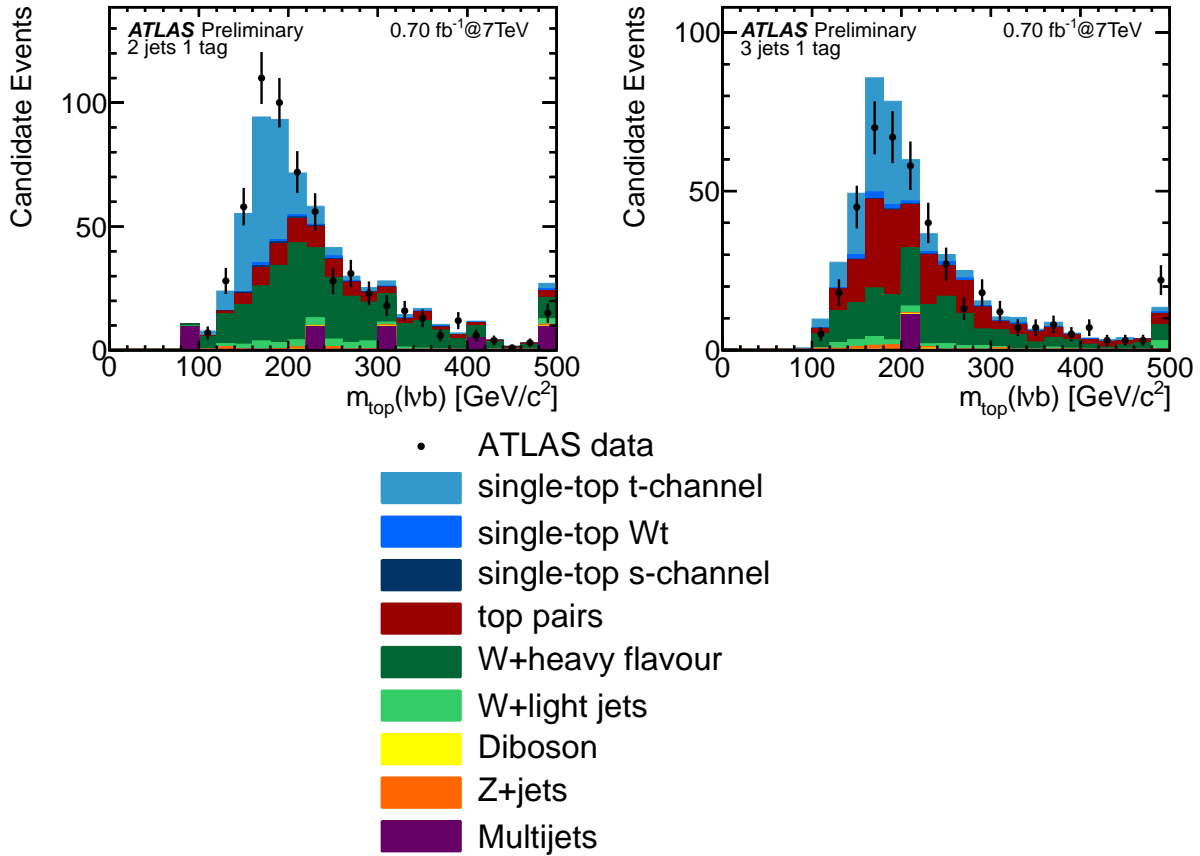 Candidate Events
ATLAS Preliminary 0.70 fb⁻¹@7TeV
2 jets 1 tag
100
50
0
0 100 200 300 400 500
m_top(lνb) [GeV/c²]
Candidate Events
ATLAS Preliminary 0.70 fb⁻¹@7TeV
3 jets 1 tag
100
50
0
0 100 200 300 400 500
m_top(lνb) [GeV/c²]
ATLAS data
single-top t-channel
single-top Wt
single-top s-channel
top pairs
W+heavy flavour
W+light jets
Diboson
Z+jets
Multijets